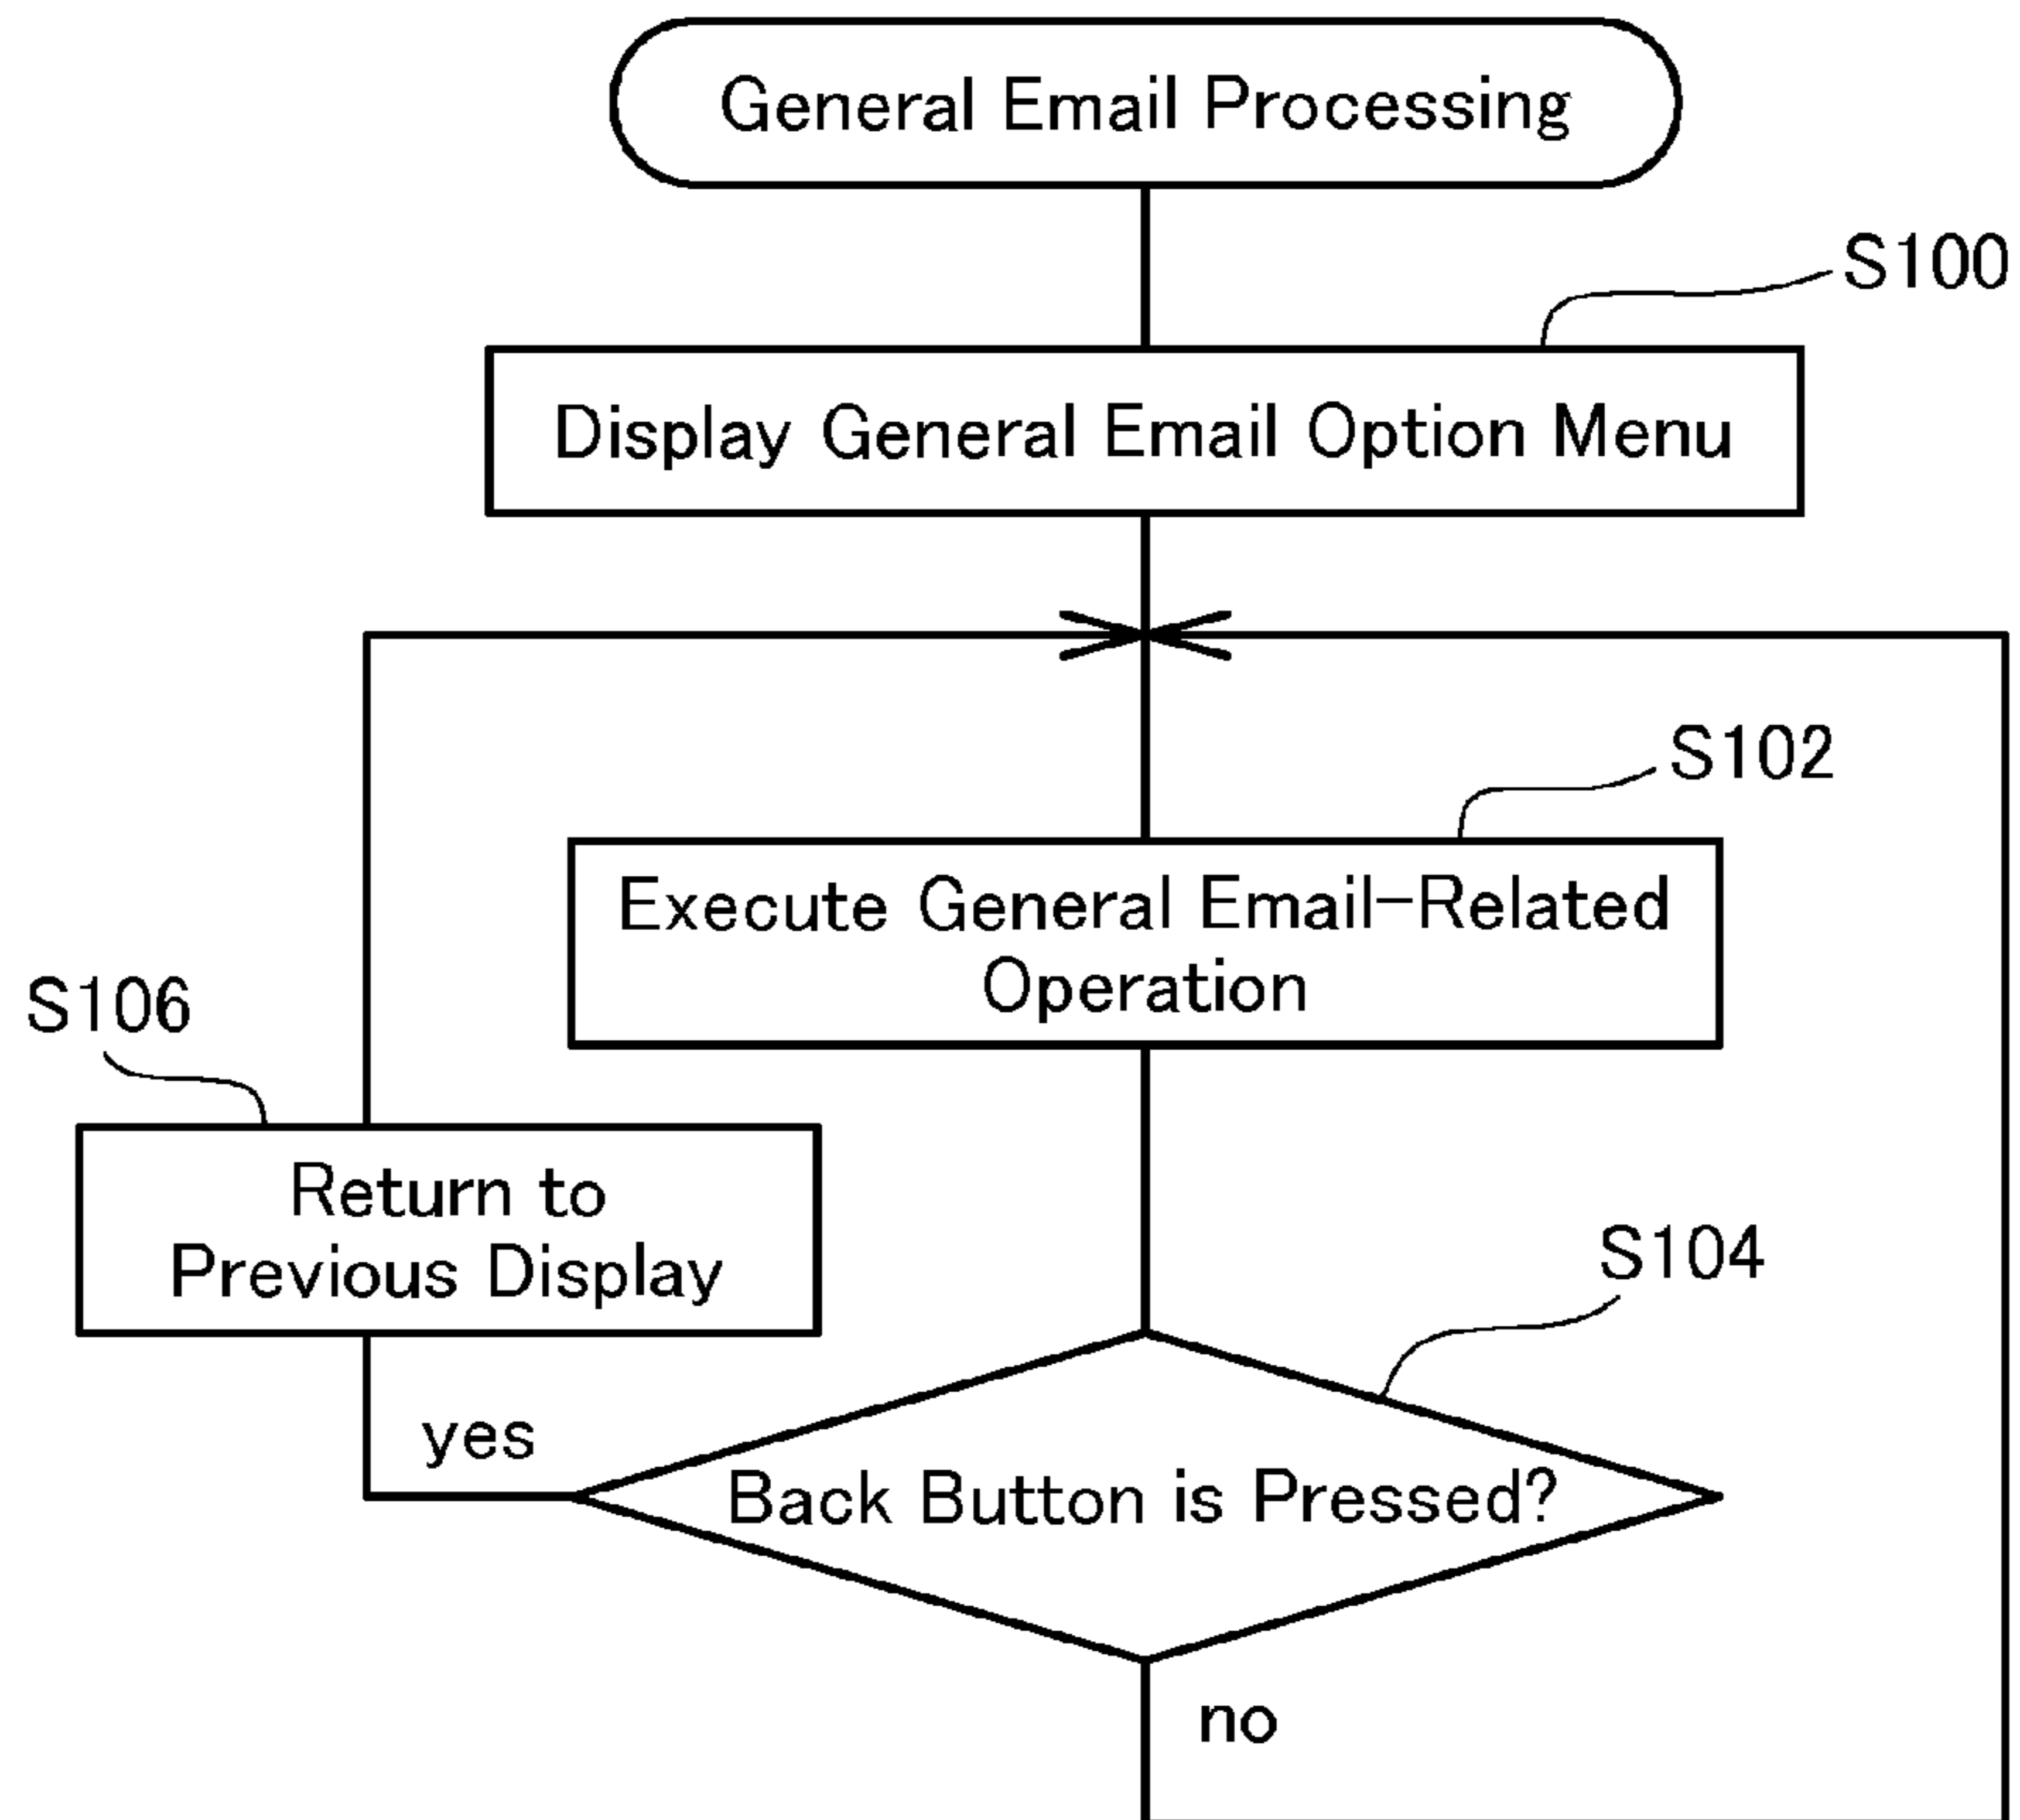 General Email Processing
S100
Display General Email Option Menu
S102
Execute General Email-Related
Operation
S106
Return to
Previous Display
S104
yes
Back Button is Pressed?
no